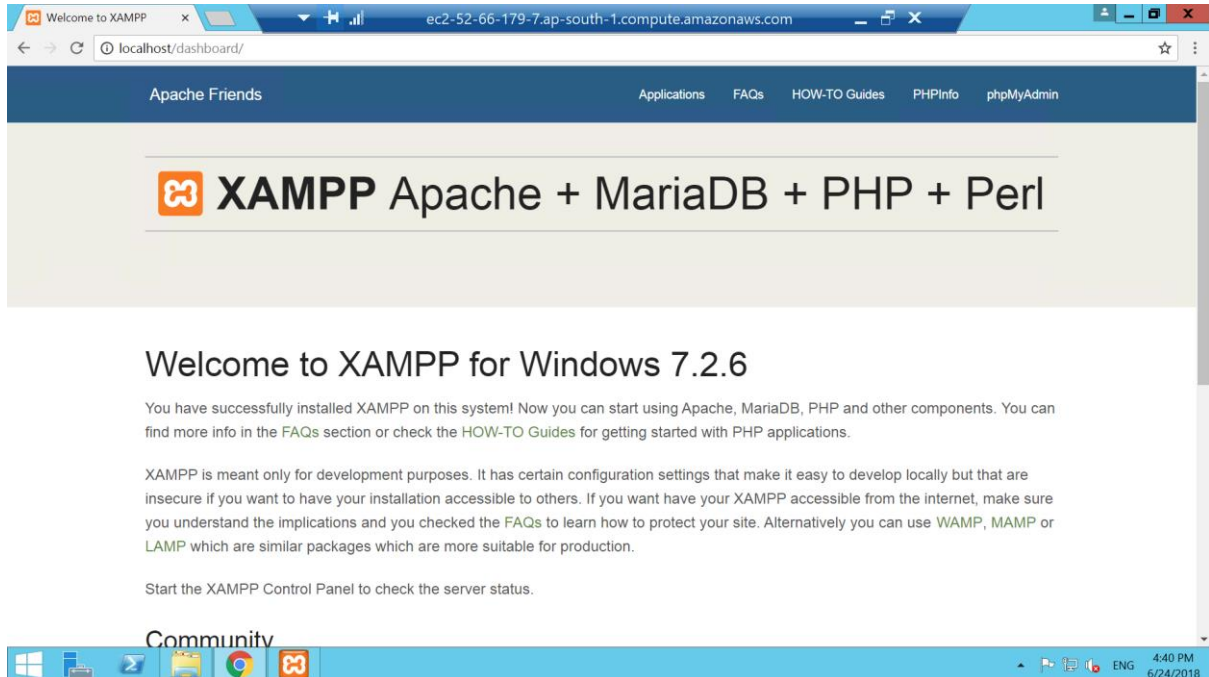 Welcome to XAMPP
ec2-52-66-179-7.ap-south-1.compute.amazonaws.com
localhost/dashboard/
Apache Friends
Applications FAQs HOW-TO Guides PHPInfo phpMyAdmin
XAMPP Apache + MariaDB + PHP + Perl
Welcome to XAMPP for Windows 7.2.6
You have successfully installed XAMPP on this system! Now you can start using Apache, MariaDB, PHP and other components. You can
find more info in the FAQs section or check the HOW-TO Guides for getting started with PHP applications.
XAMPP is meant only for development purposes. It has certain configuration settings that make it easy to develop locally but that are
insecure if you want to have your installation accessible to others. If you want have your XAMPP accessible from the internet, make sure
you understand the implications and you checked the FAQs to learn how to protect your site. Alternatively you can use WAMP, MAMP or
LAMP which are similar packages which are more suitable for production.
Start the XAMPP Control Panel to check the server status.
Community
ENG
4:40 PM
6/24/2018